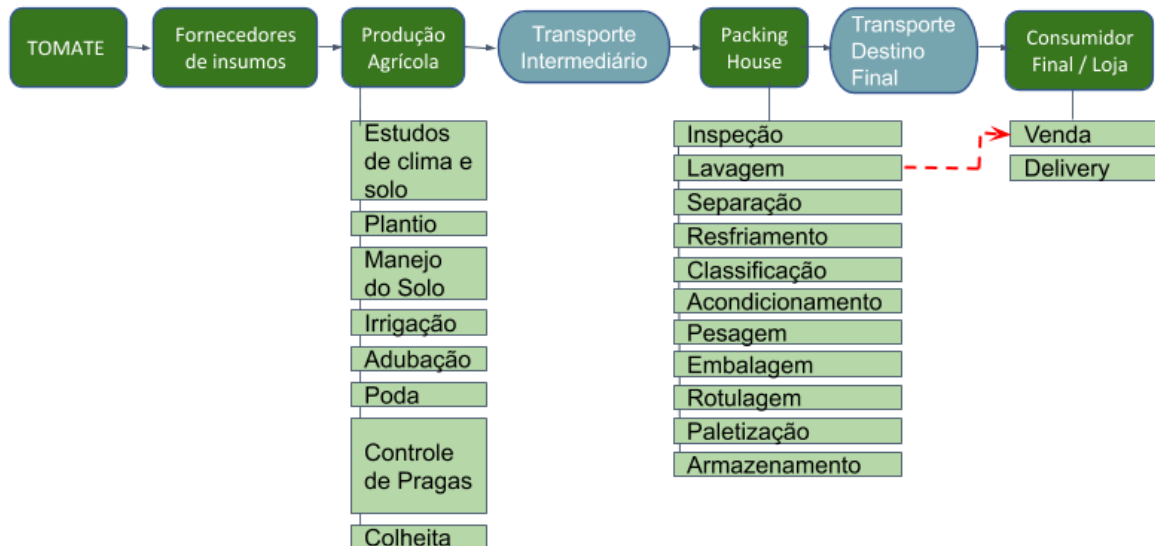 TOMATE
Fornecedores
de insumos
Produção
Agrícola
Transporte
Intermediário
Packing
House
Transporte
Destino
Final
Consumidor
Final / Loja
Estudos
de clima e
solo
Plantio
Manejo
do Solo
Irrigação
Adubação
Poda
Controle
de Pragas
Colheita
Inspeção
Lavagem
Separação
Resfriamento
Classificação
Acondicionamento
Pesagem
Embalagem
Rotulagem
Paletização
Armazenamento
Venda
Delivery